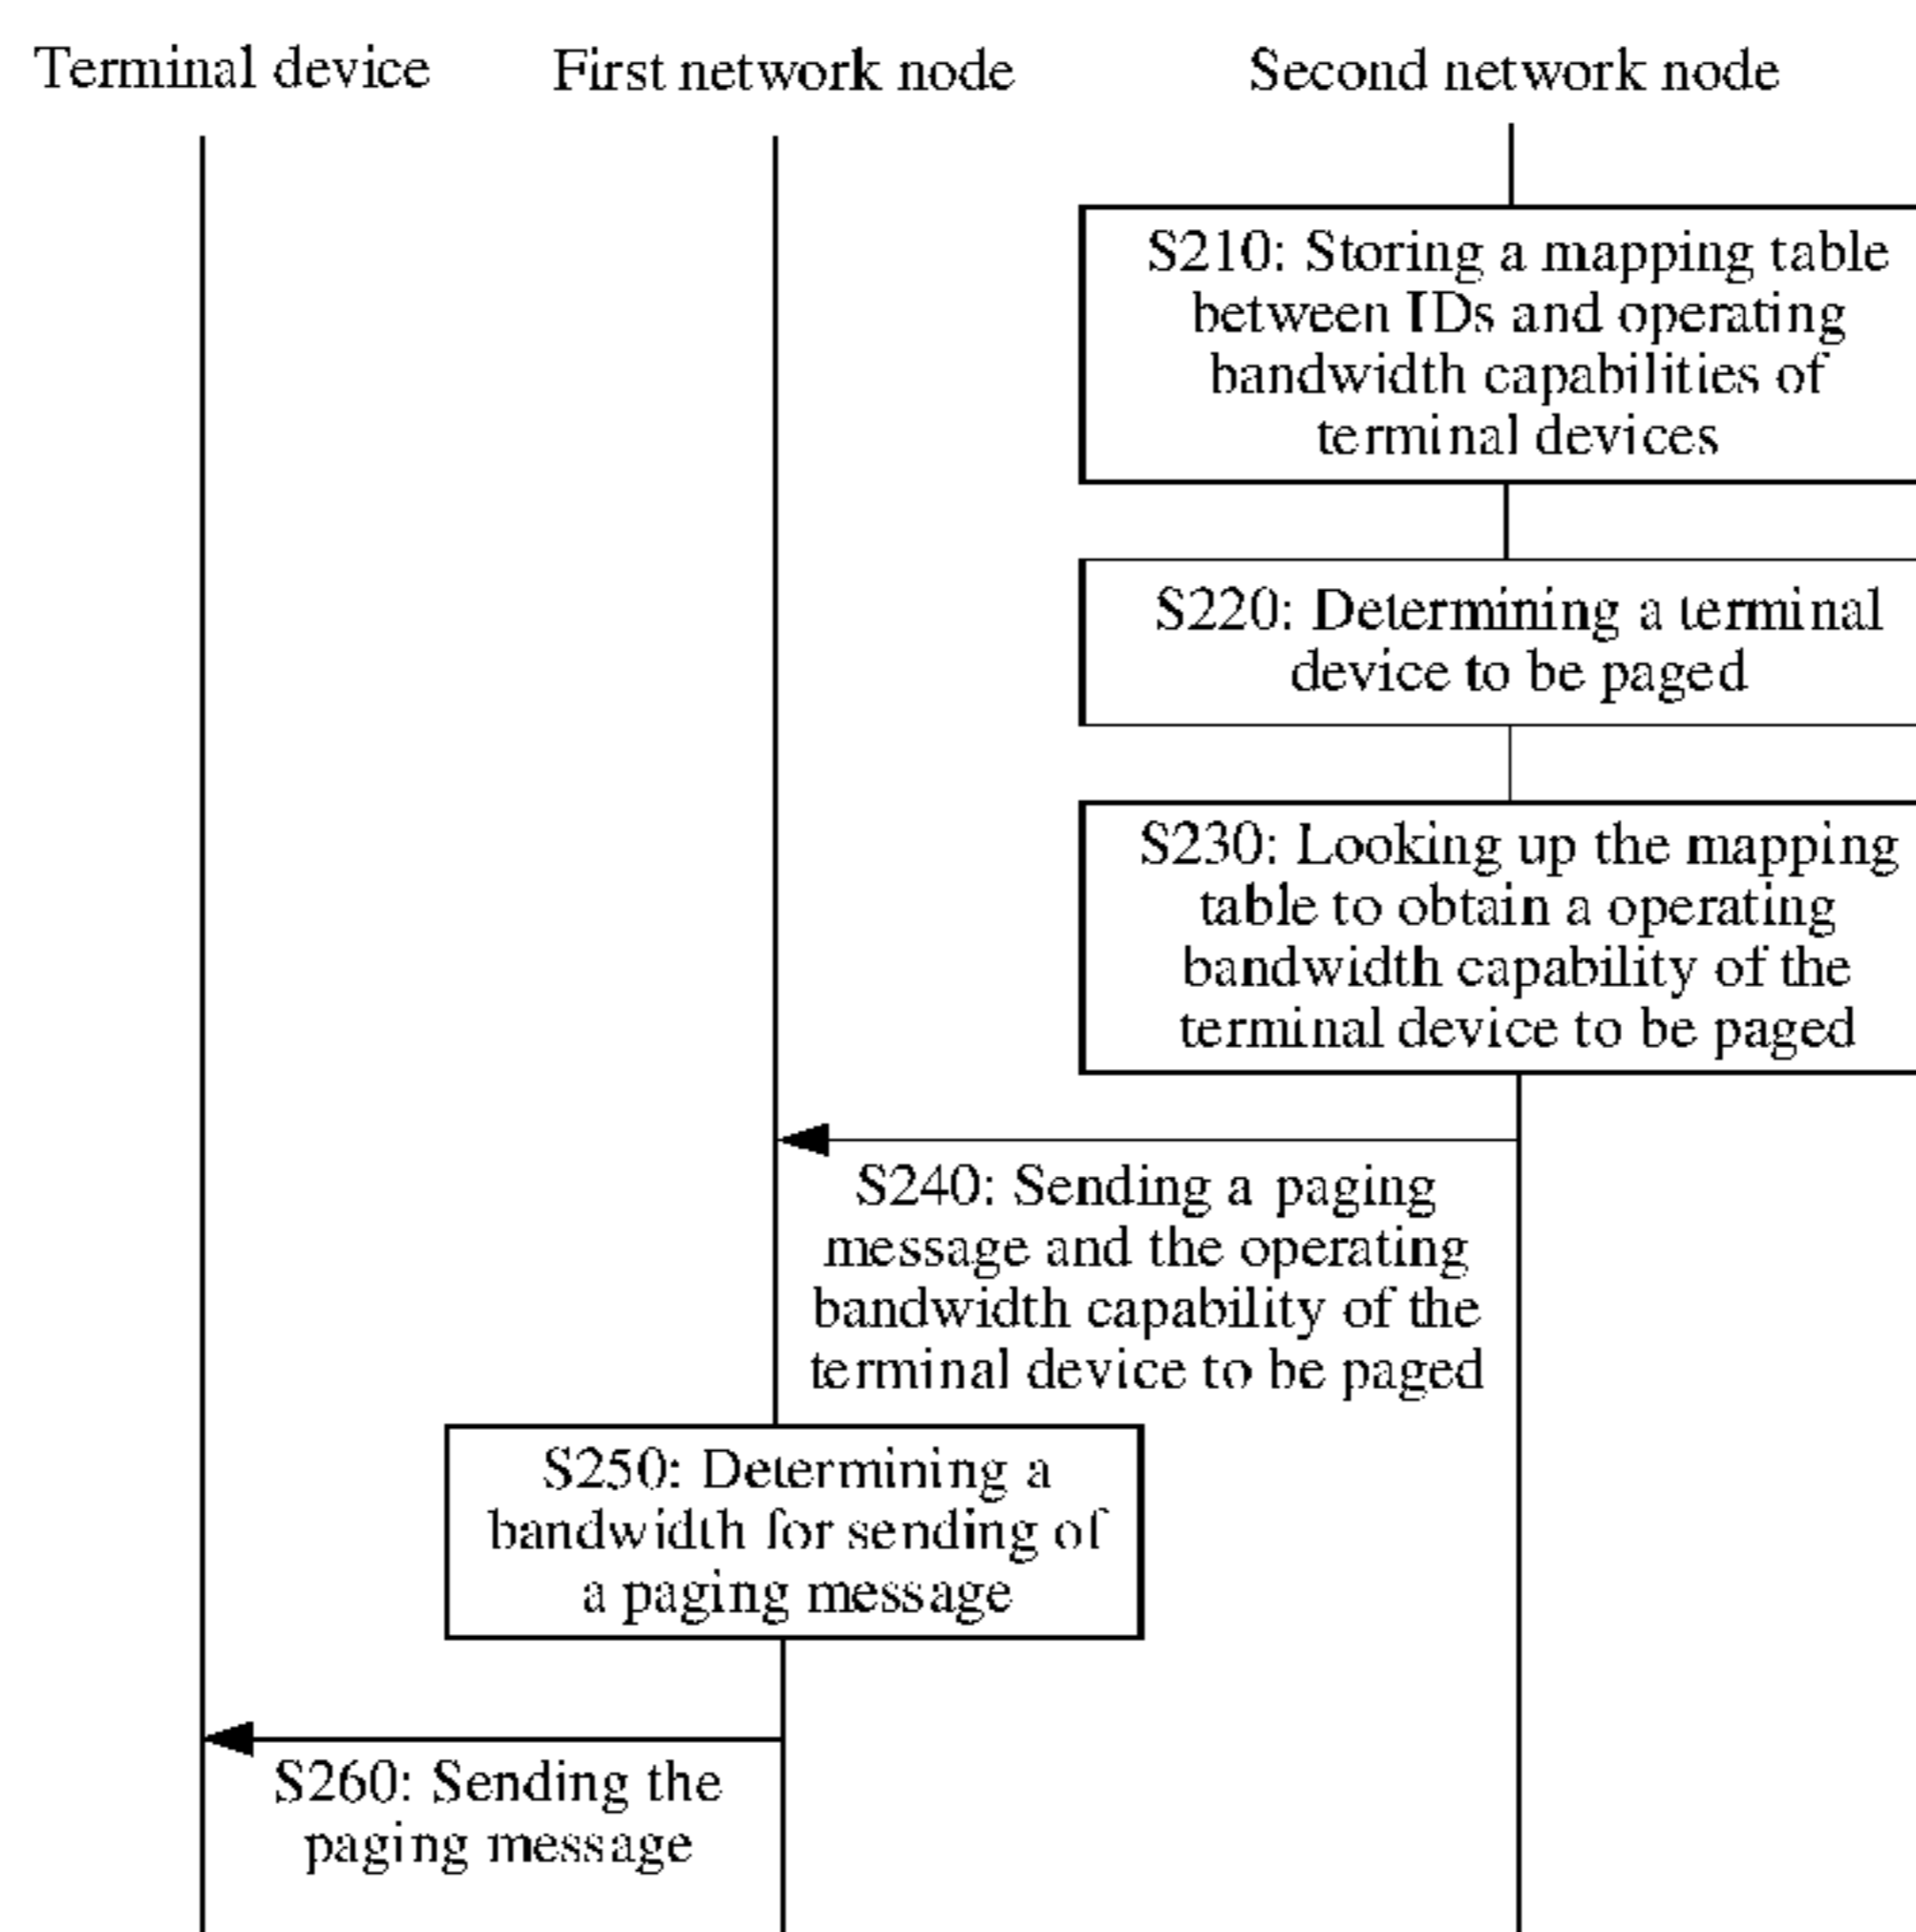 Terminal device
First network node
Second network node
S210: Storing a mapping table
between IDs and operating
bandwidth capabilities of
terminal devices
S220: Determining a terminal
device to be paged
S230: Looking up the mapping
table to obtain a operating
bandwidth capability of the
terminal device to be paged
S240: Sending a paging
message and the operating
bandwidth capability of the
terminal device to be paged
S250: Determining a
bandwidth for sending of
a paging message
S260: Sending the
paging message